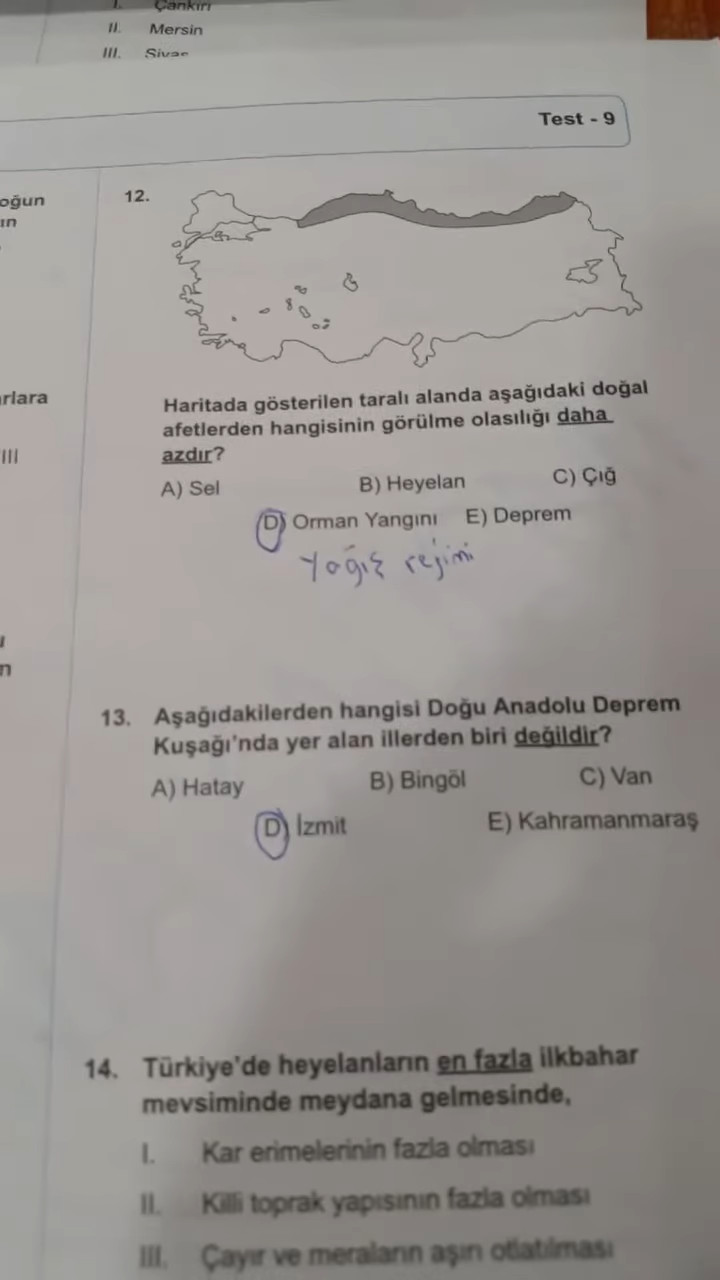 I. Çankırı
II. Mersin
III. Sivas
Test - 9
oğun
ın
rlara
III
ı
n
12.
Haritada gösterilen taralı alanda aşağıdaki doğal
afetlerden hangisinin görülme olasılığı daha
azdır?
A) Sel B) Heyelan C) Çığ
D) Orman Yangını E) Deprem
Yağış rejimi
13. Aşağıdakilerden hangisi Doğu Anadolu Deprem
Kuşağı'nda yer alan illerden biri değildir?
A) Hatay B) Bingöl C) Van
D) İzmit E) Kahramanmaraş
14. Türkiye'de heyelanların en fazla ilkbahar
mevsiminde meydana gelmesinde,
I. Kar erimelerinin fazla olması
II. Killi toprak yapısının fazla olması
III. Çayır ve meraların aşırı otlatılması